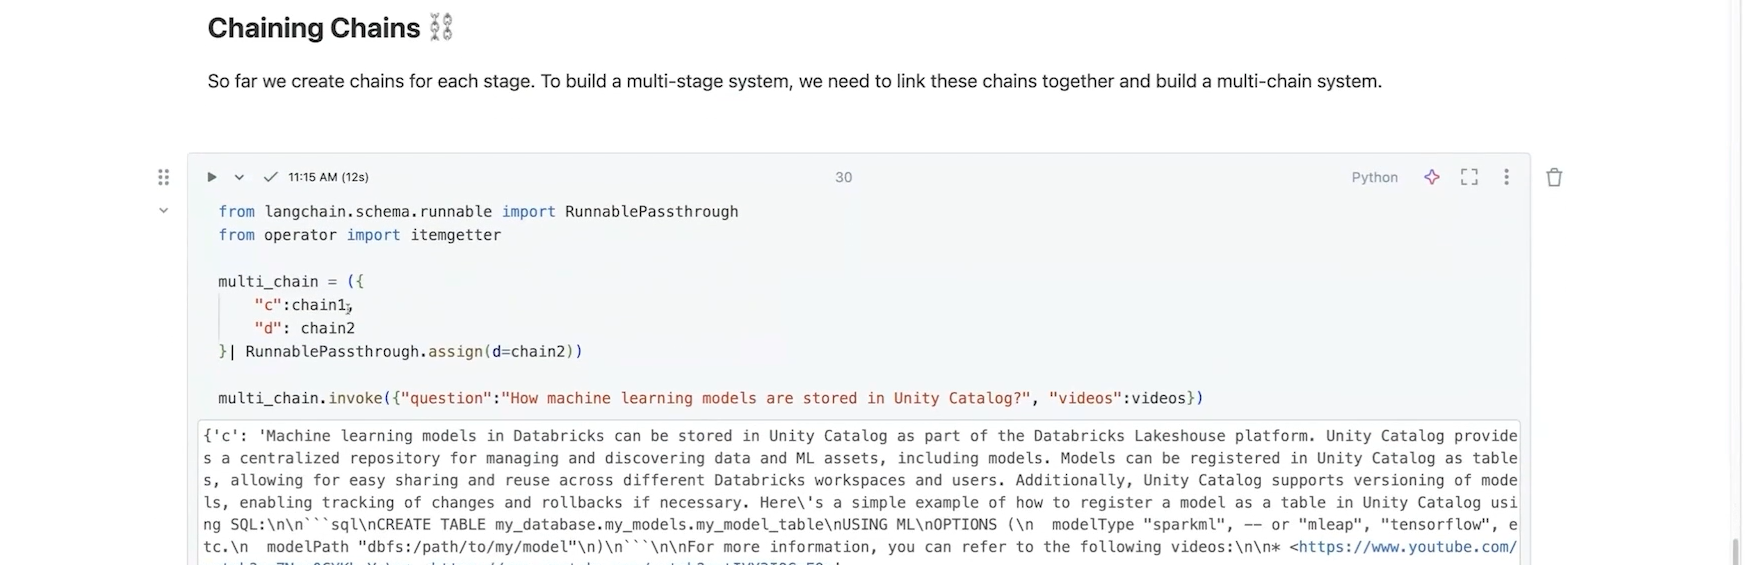 Chaining Chains ⛓️
So far we create chains for each stage. To build a multi-stage system, we need to link these chains together and build a multi-chain system.
11:15 AM (12s)
30
Python
from langchain.schema.runnable import RunnablePassthrough
from operator import itemgetter
multi_chain = ({
"c":chain1,
"d": chain2
}| RunnablePassthrough.assign(d=chain2))
multi_chain.invoke({"question":"How machine learning models are stored in Unity Catalog?", "videos":videos})
{'c': 'Machine learning models in Databricks can be stored in Unity Catalog as part of the Databricks Lakeshouse platform. Unity Catalog provide
s a centralized repository for managing and discovering data and ML assets, including models. Models can be registered in Unity Catalog as table
s, allowing for easy sharing and reuse across different Databricks workspaces and users. Additionally, Unity Catalog supports versioning of mode
ls, enabling tracking of changes and rollbacks if necessary. Here\'s a simple example of how to register a model as a table in Unity Catalog usi
ng SQL:\n\n```sql\nCREATE TABLE my_database.my_models.my_model_table\nUSING ML\nOPTIONS (\n  modelType "sparkml", -- or "mleap", "tensorflow", e
tc.\n  modelPath "dbfs:/path/to/my/model"\n)\n```\n\nFor more information, you can refer to the following videos:\n\n* <https://www.youtube.com/